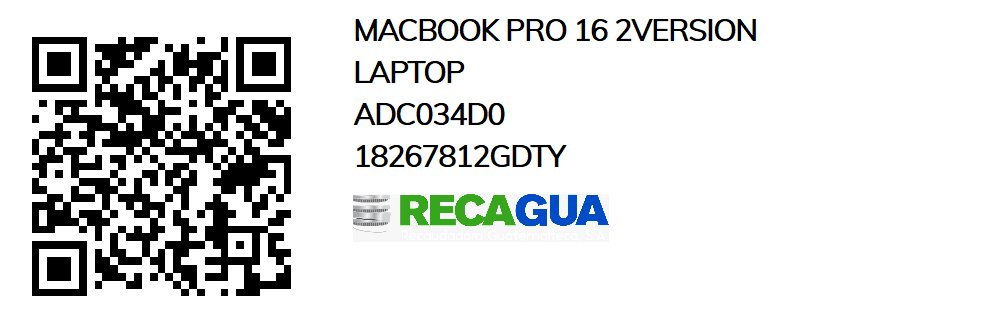 MACBOOK PRO 16 2VERSION
LAPTOP
ADC034D0
18267812GDTY
RECAGUA